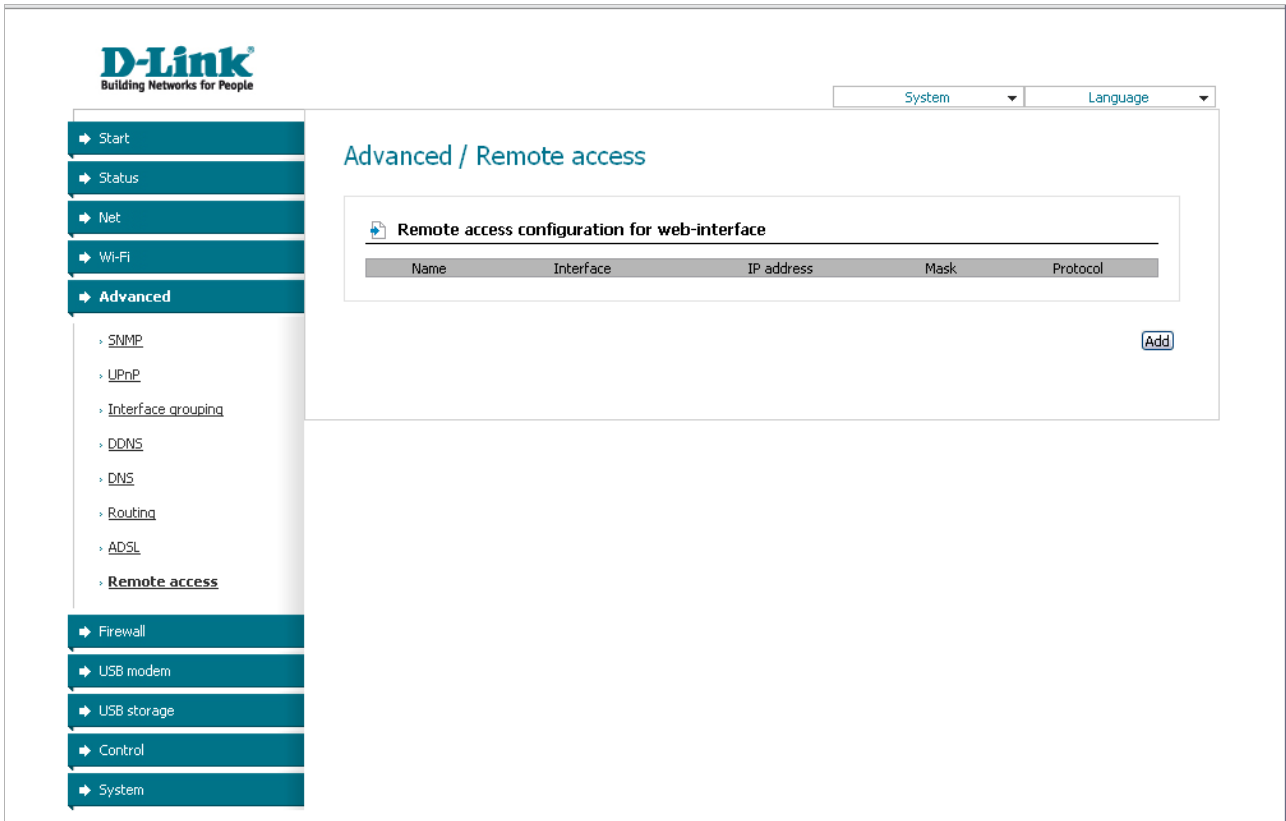 D-Link
Building Networks for People
System
Language
Start
Status
Net
Wi-Fi
Advanced
SNMP
UPnP
Interface grouping
DDNS
DNS
Routing
ADSL
Remote access
Firewall
USB modem
USB storage
Control
System
Advanced / Remote access
Remote access configuration for web-interface
Name Interface IP address Mask Protocol
Add